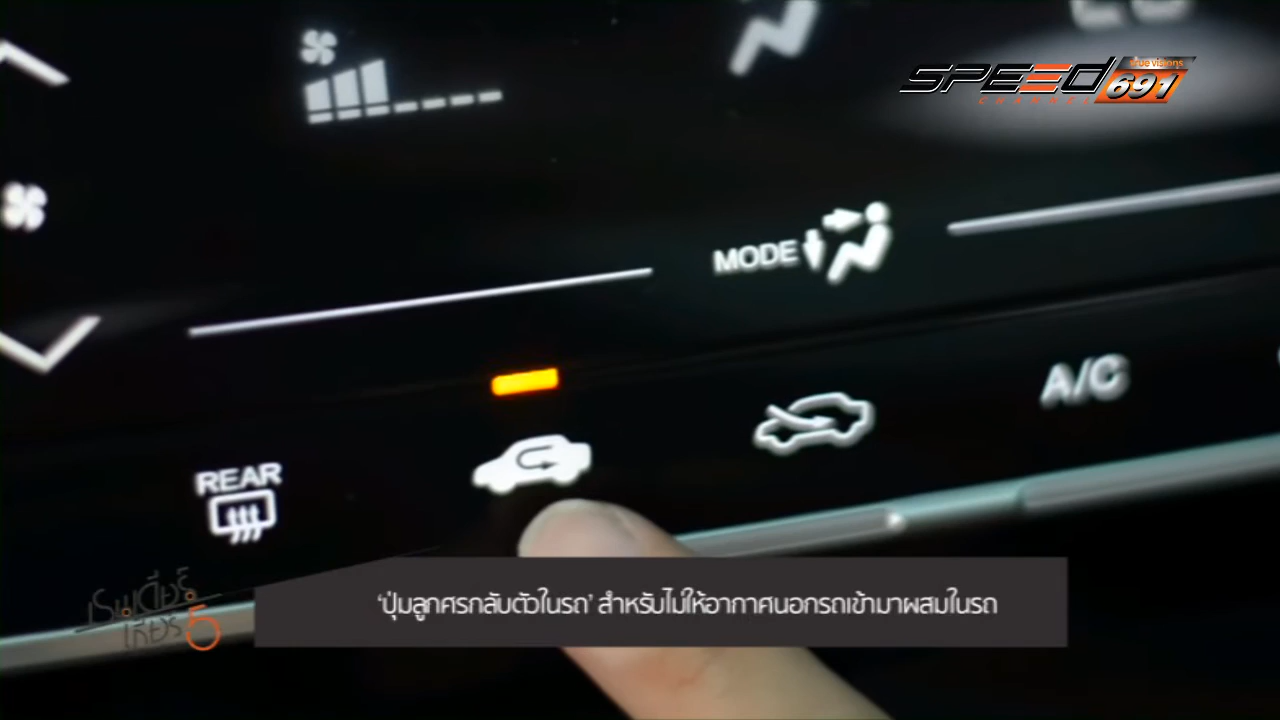 true visions
SPEED 691
CHANNEL
MODE
A/C
REAR
'ปุ่มลูกศรกลับตัวในรถ' สำหรับไม่ให้อากาศนอกรถเข้ามาผสมในรถ
5